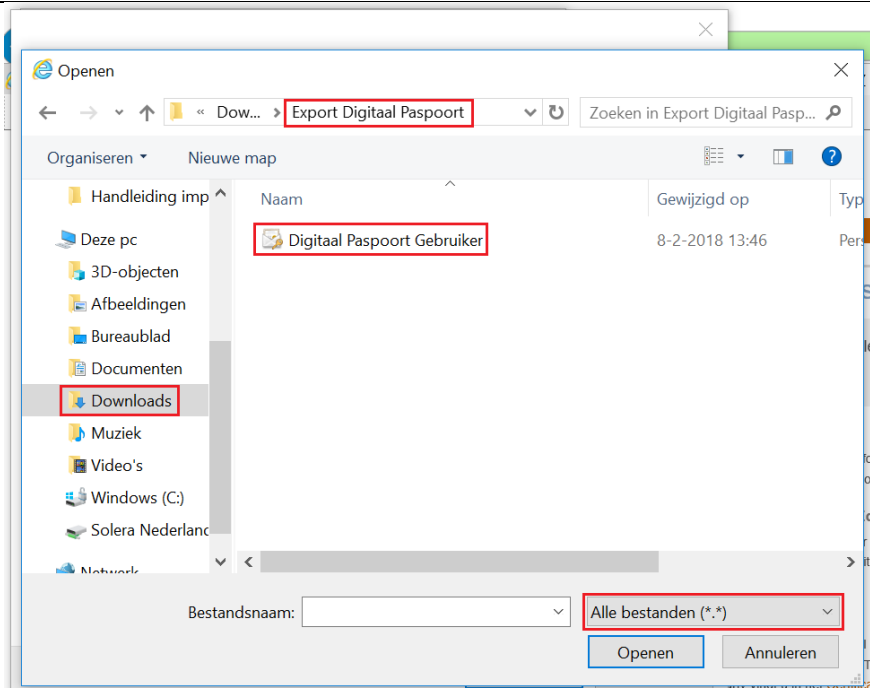 Openen
« Dow... > Export Digitaal Paspoort
Zoeken in Export Digitaal Pasp...
Organiseren
Nieuwe map
Handleiding imp
Naam
Gewijzigd op
Typ
Deze pc
Digitaal Paspoort Gebruiker
8-2-2018 13:46
Pers
3D-objecten
Afbeeldingen
Bureaublad
Documenten
Downloads
Muziek
Video's
Windows (C:)
Solera Nederland
Netwerk
Bestandsnaam:
Alle bestanden (*.*)
Openen
Annuleren